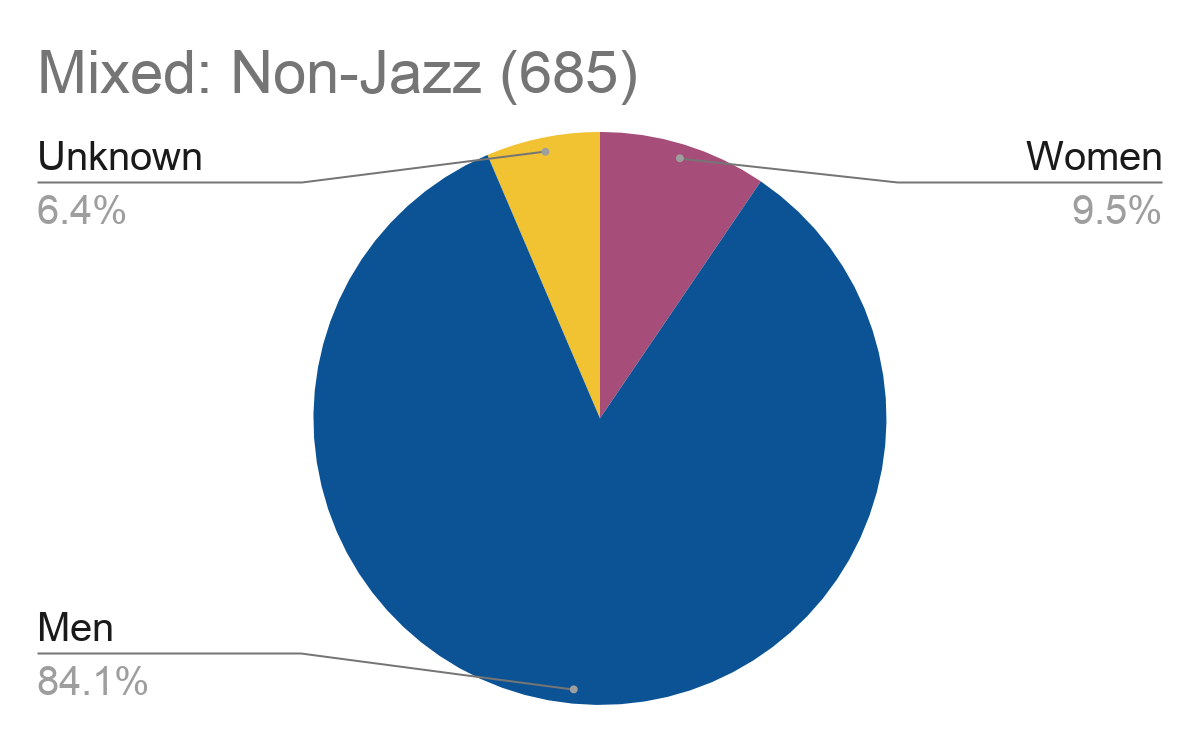 Mixed: Non-Jazz (685)
Unknown
6.4%
Women
9.5%
Men
84.1%